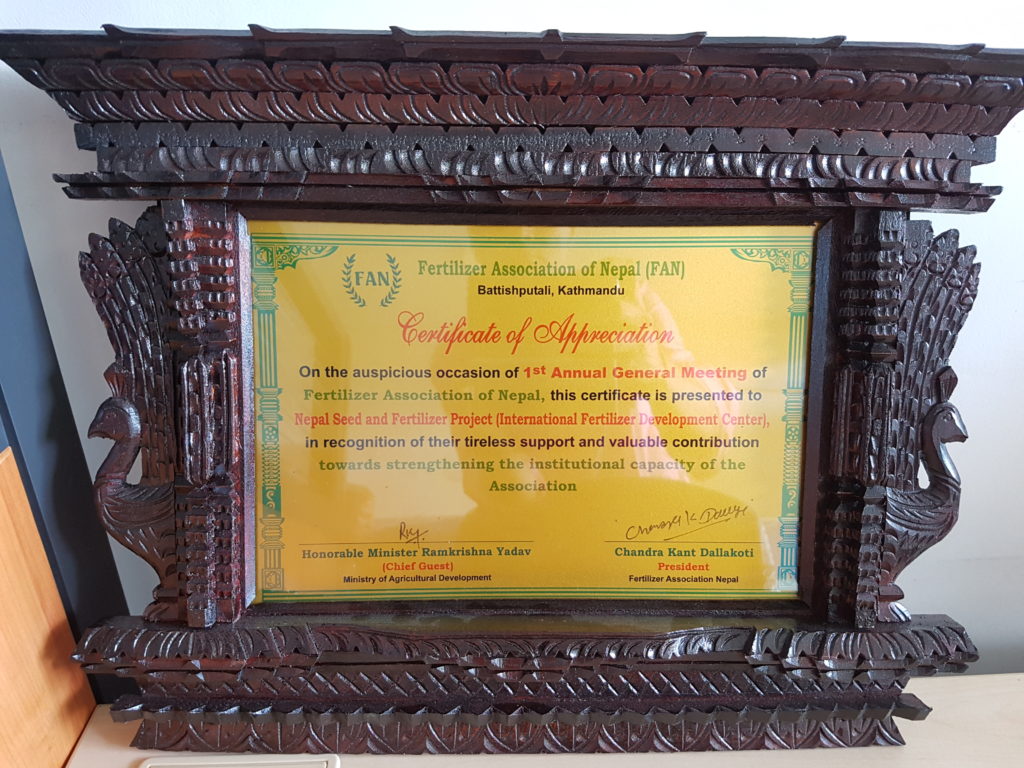 FAN
Fertilizer Association of Nepal (FAN)
Battishputali, Kathmandu
Certificate of Appreciation
On the auspicious occasion of 1st Annual General Meeting of
Fertilizer Association of Nepal, this certificate is presented to
Nepal Seed and Fertilizer Project (International Fertilizer Development Center),
in recognition of their tireless support and valuable contribution
towards strengthening the institutional capacity of the
Association
Honorable Minister Ramkrishna Yadav
(Chief Guest)
Ministry of Agricultural Development
Chandra Kant Dallakoti
President
Fertilizer Association Nepal